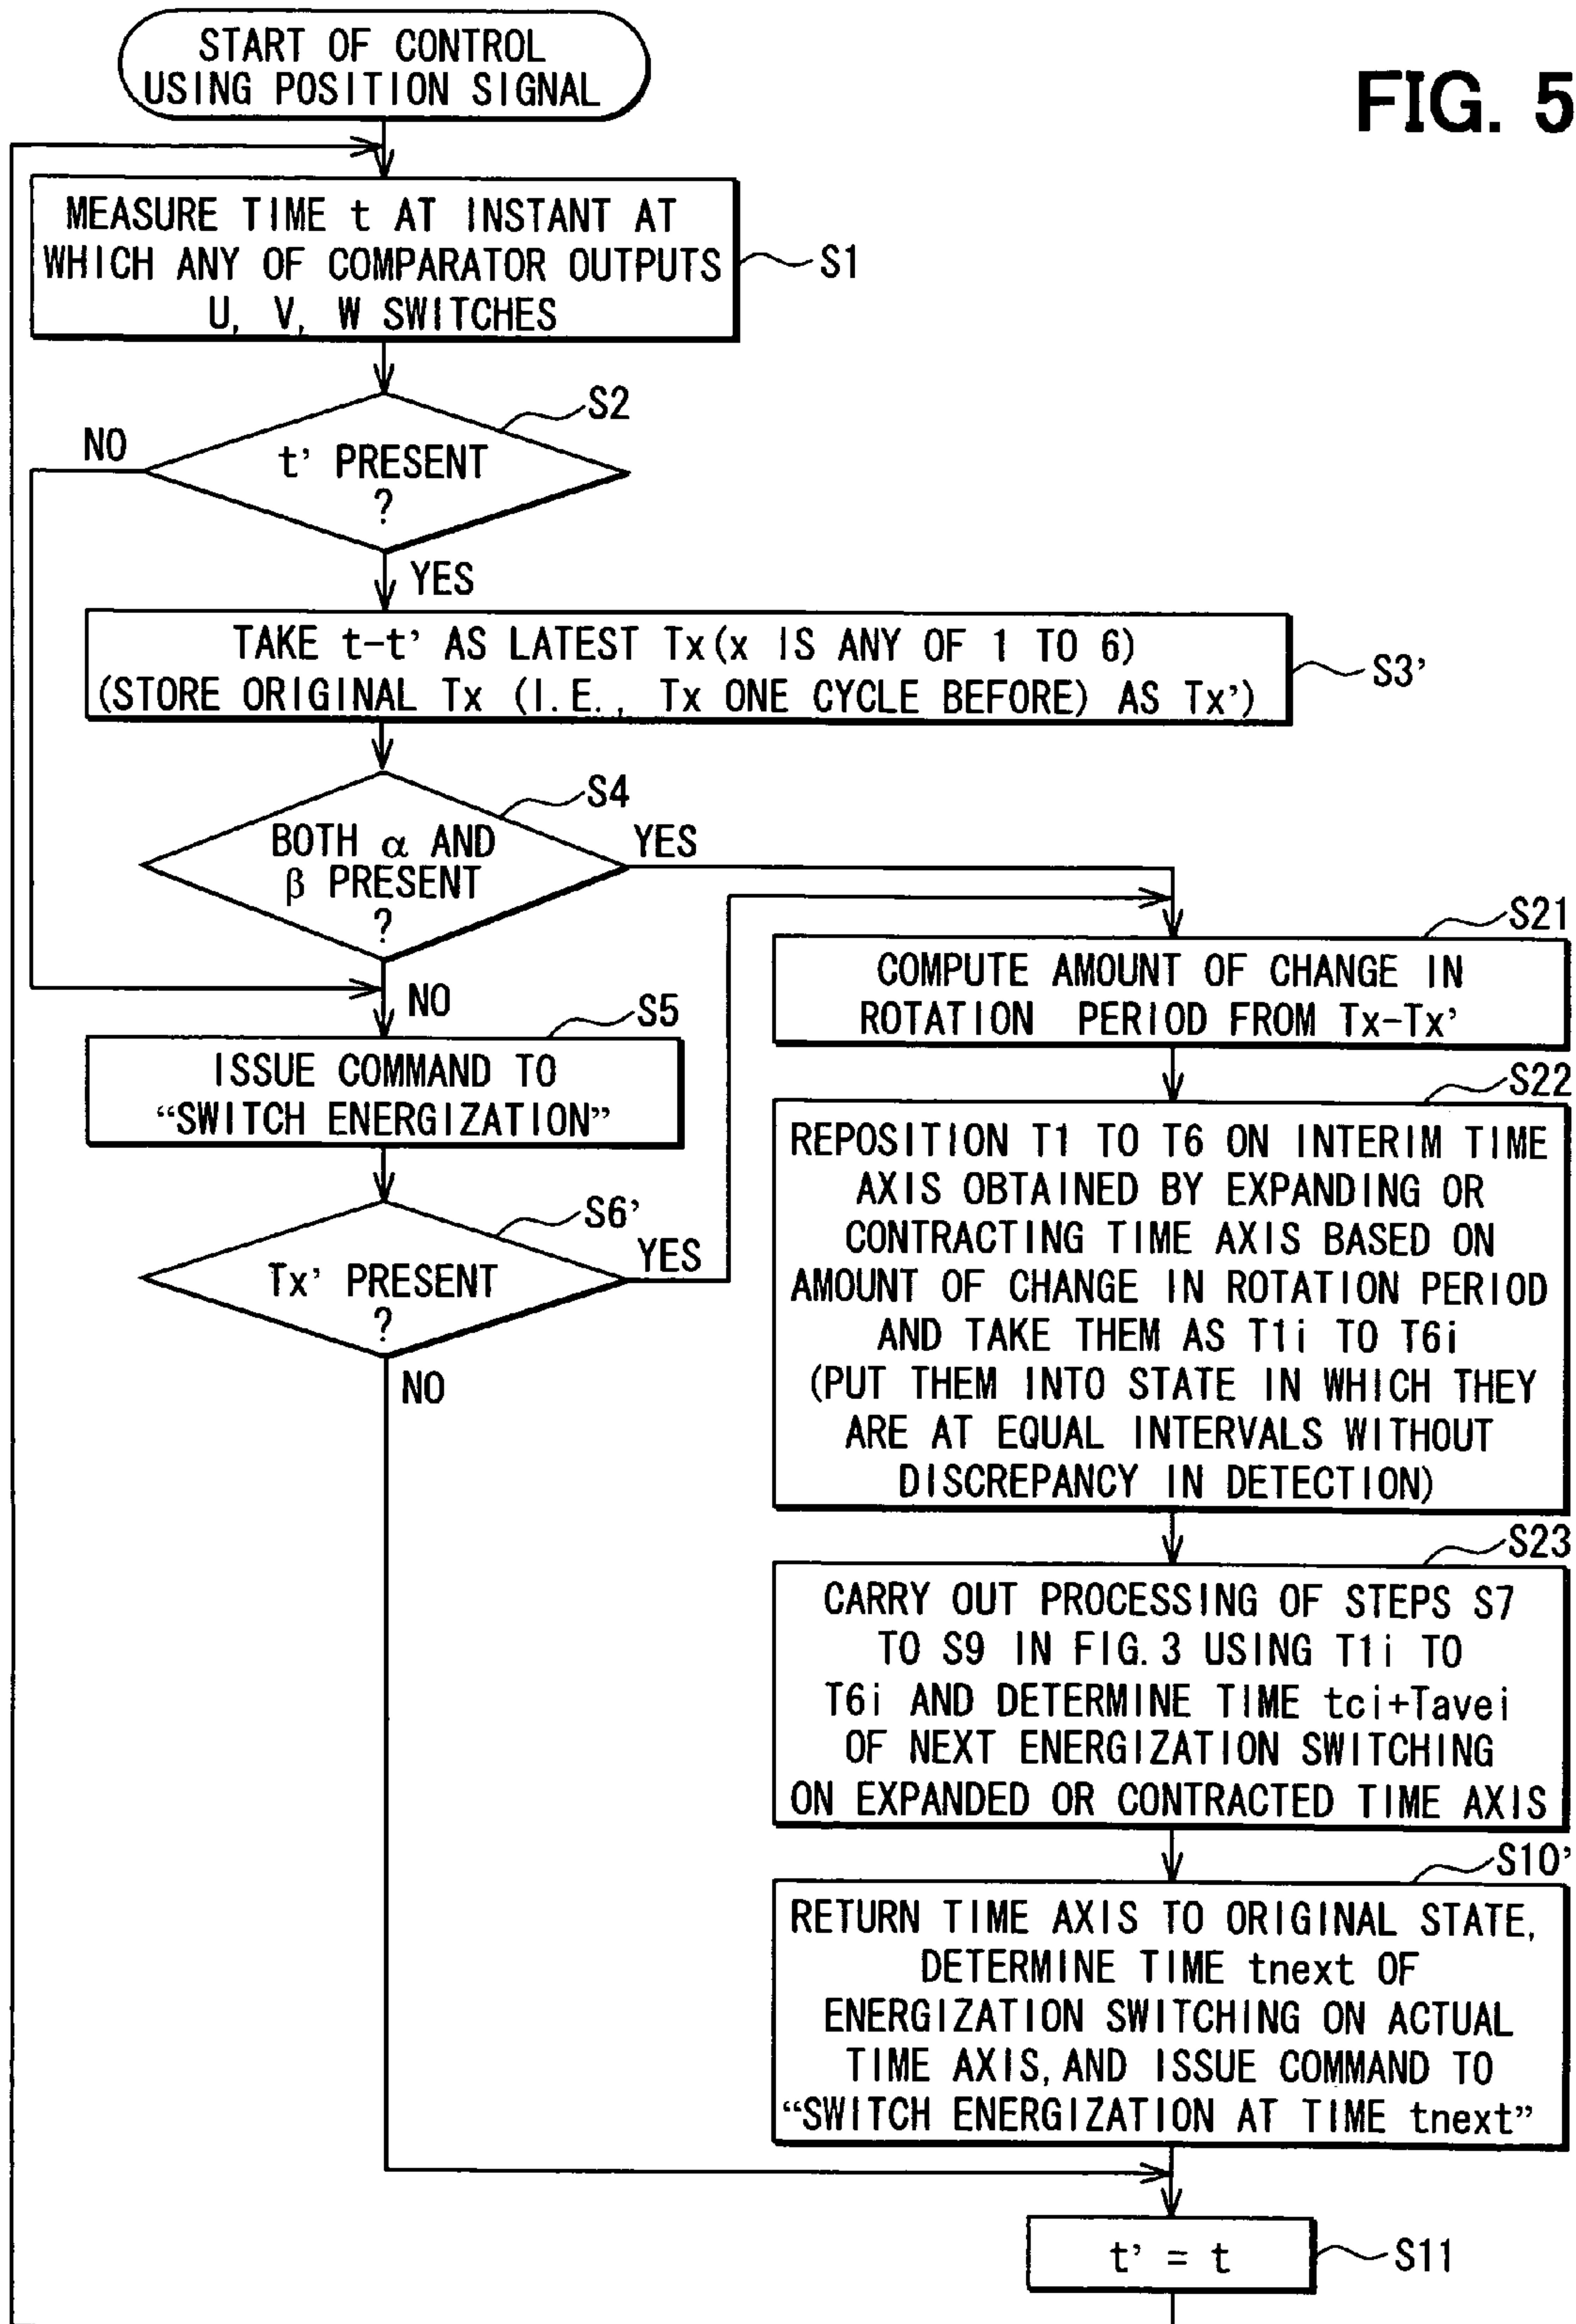 FIG. 5
START OF CONTROL
USING POSITION SIGNAL
MEASURE TIME t AT INSTANT AT
WHICH ANY OF COMPARATOR OUTPUTS
U, V, W SWITCHES
S1
S2
NO
t' PRESENT
?
YES
TAKE t-t' AS LATEST Tx(x IS ANY OF 1 TO 6)
(STORE ORIGINAL Tx (I.E., Tx ONE CYCLE BEFORE) AS Tx')
S3'
S4
BOTH α AND
β PRESENT
?
YES
NO
S5
ISSUE COMMAND TO
“SWITCH ENERGIZATION”
S6'
Tx' PRESENT
?
YES
NO
S21
COMPUTE AMOUNT OF CHANGE IN
ROTATION PERIOD FROM Tx-Tx'
S22
REPOSITION T1 TO T6 ON INTERIM TIME
AXIS OBTAINED BY EXPANDING OR
CONTRACTING TIME AXIS BASED ON
AMOUNT OF CHANGE IN ROTATION PERIOD
AND TAKE THEM AS T1i TO T6i
(PUT THEM INTO STATE IN WHICH THEY
ARE AT EQUAL INTERVALS WITHOUT
DISCREPANCY IN DETECTION)
S23
CARRY OUT PROCESSING OF STEPS S7
TO S9 IN FIG. 3 USING T1i TO
T6i AND DETERMINE TIME tci+Tavei
OF NEXT ENERGIZATION SWITCHING
ON EXPANDED OR CONTRACTED TIME AXIS
S10'
RETURN TIME AXIS TO ORIGINAL STATE,
DETERMINE TIME tnext OF
ENERGIZATION SWITCHING ON ACTUAL
TIME AXIS, AND ISSUE COMMAND TO
“SWITCH ENERGIZATION AT TIME tnext”
t' = t
S11